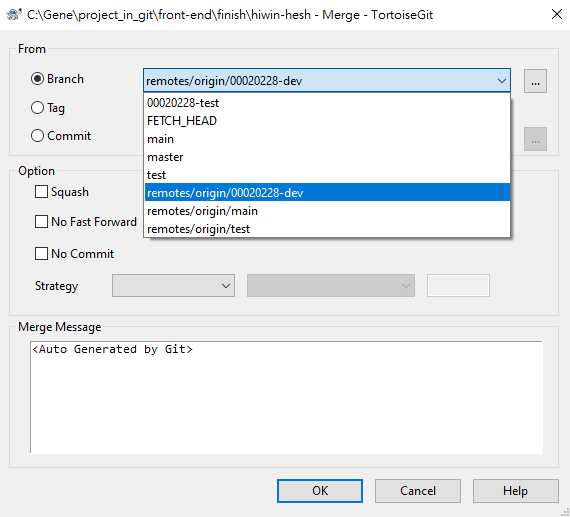 C:\Gene\project_in_git\front-end\finish\hiwin-hesh - Merge - TortoiseGit
From
Branch
remotes/origin/00020228-dev
...
Tag
Commit
...
00020228-test
FETCH_HEAD
main
master
test
remotes/origin/00020228-dev
remotes/origin/main
remotes/origin/test
Option
Squash
No Fast Forward
No Commit
Strategy
Merge Message
<Auto Generated by Git>
OK
Cancel
Help